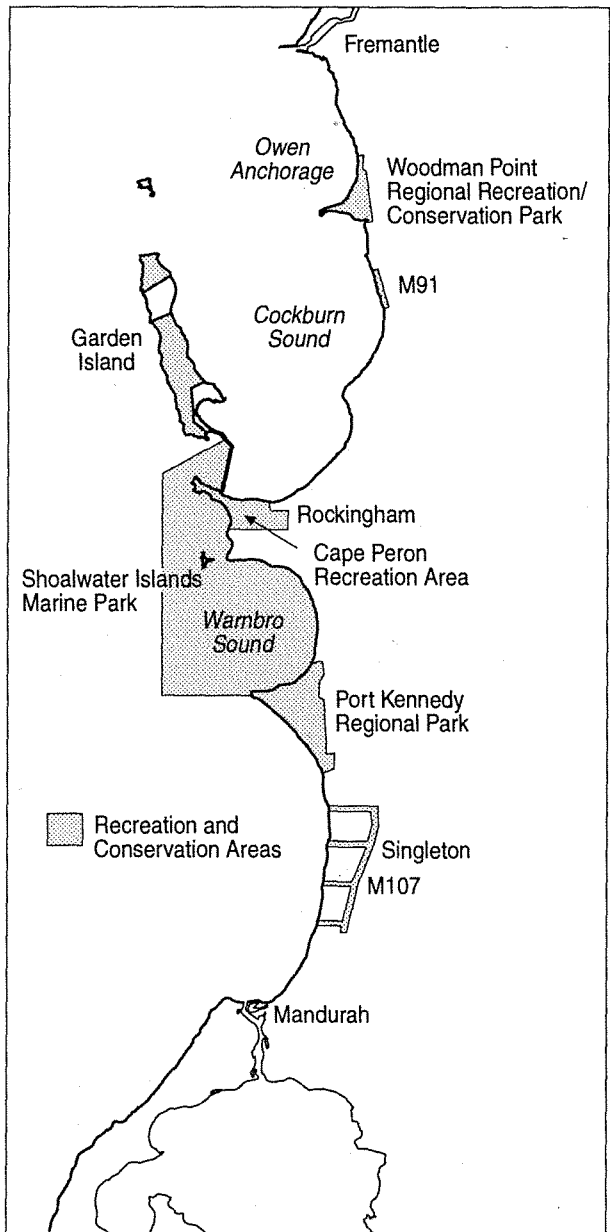 Fremantle
Owen
Anchorage
Woodman Point
Regional Recreation/
Conservation Park
M91
Cockburn
Sound
Garden
Island
Rockingham
Cape Peron
Recreation Area
Shoalwater Islands
Marine Park
Warnbro
Sound
Port Kennedy
Regional Park
Recreation and
Conservation Areas
Singleton
M107
Mandurah